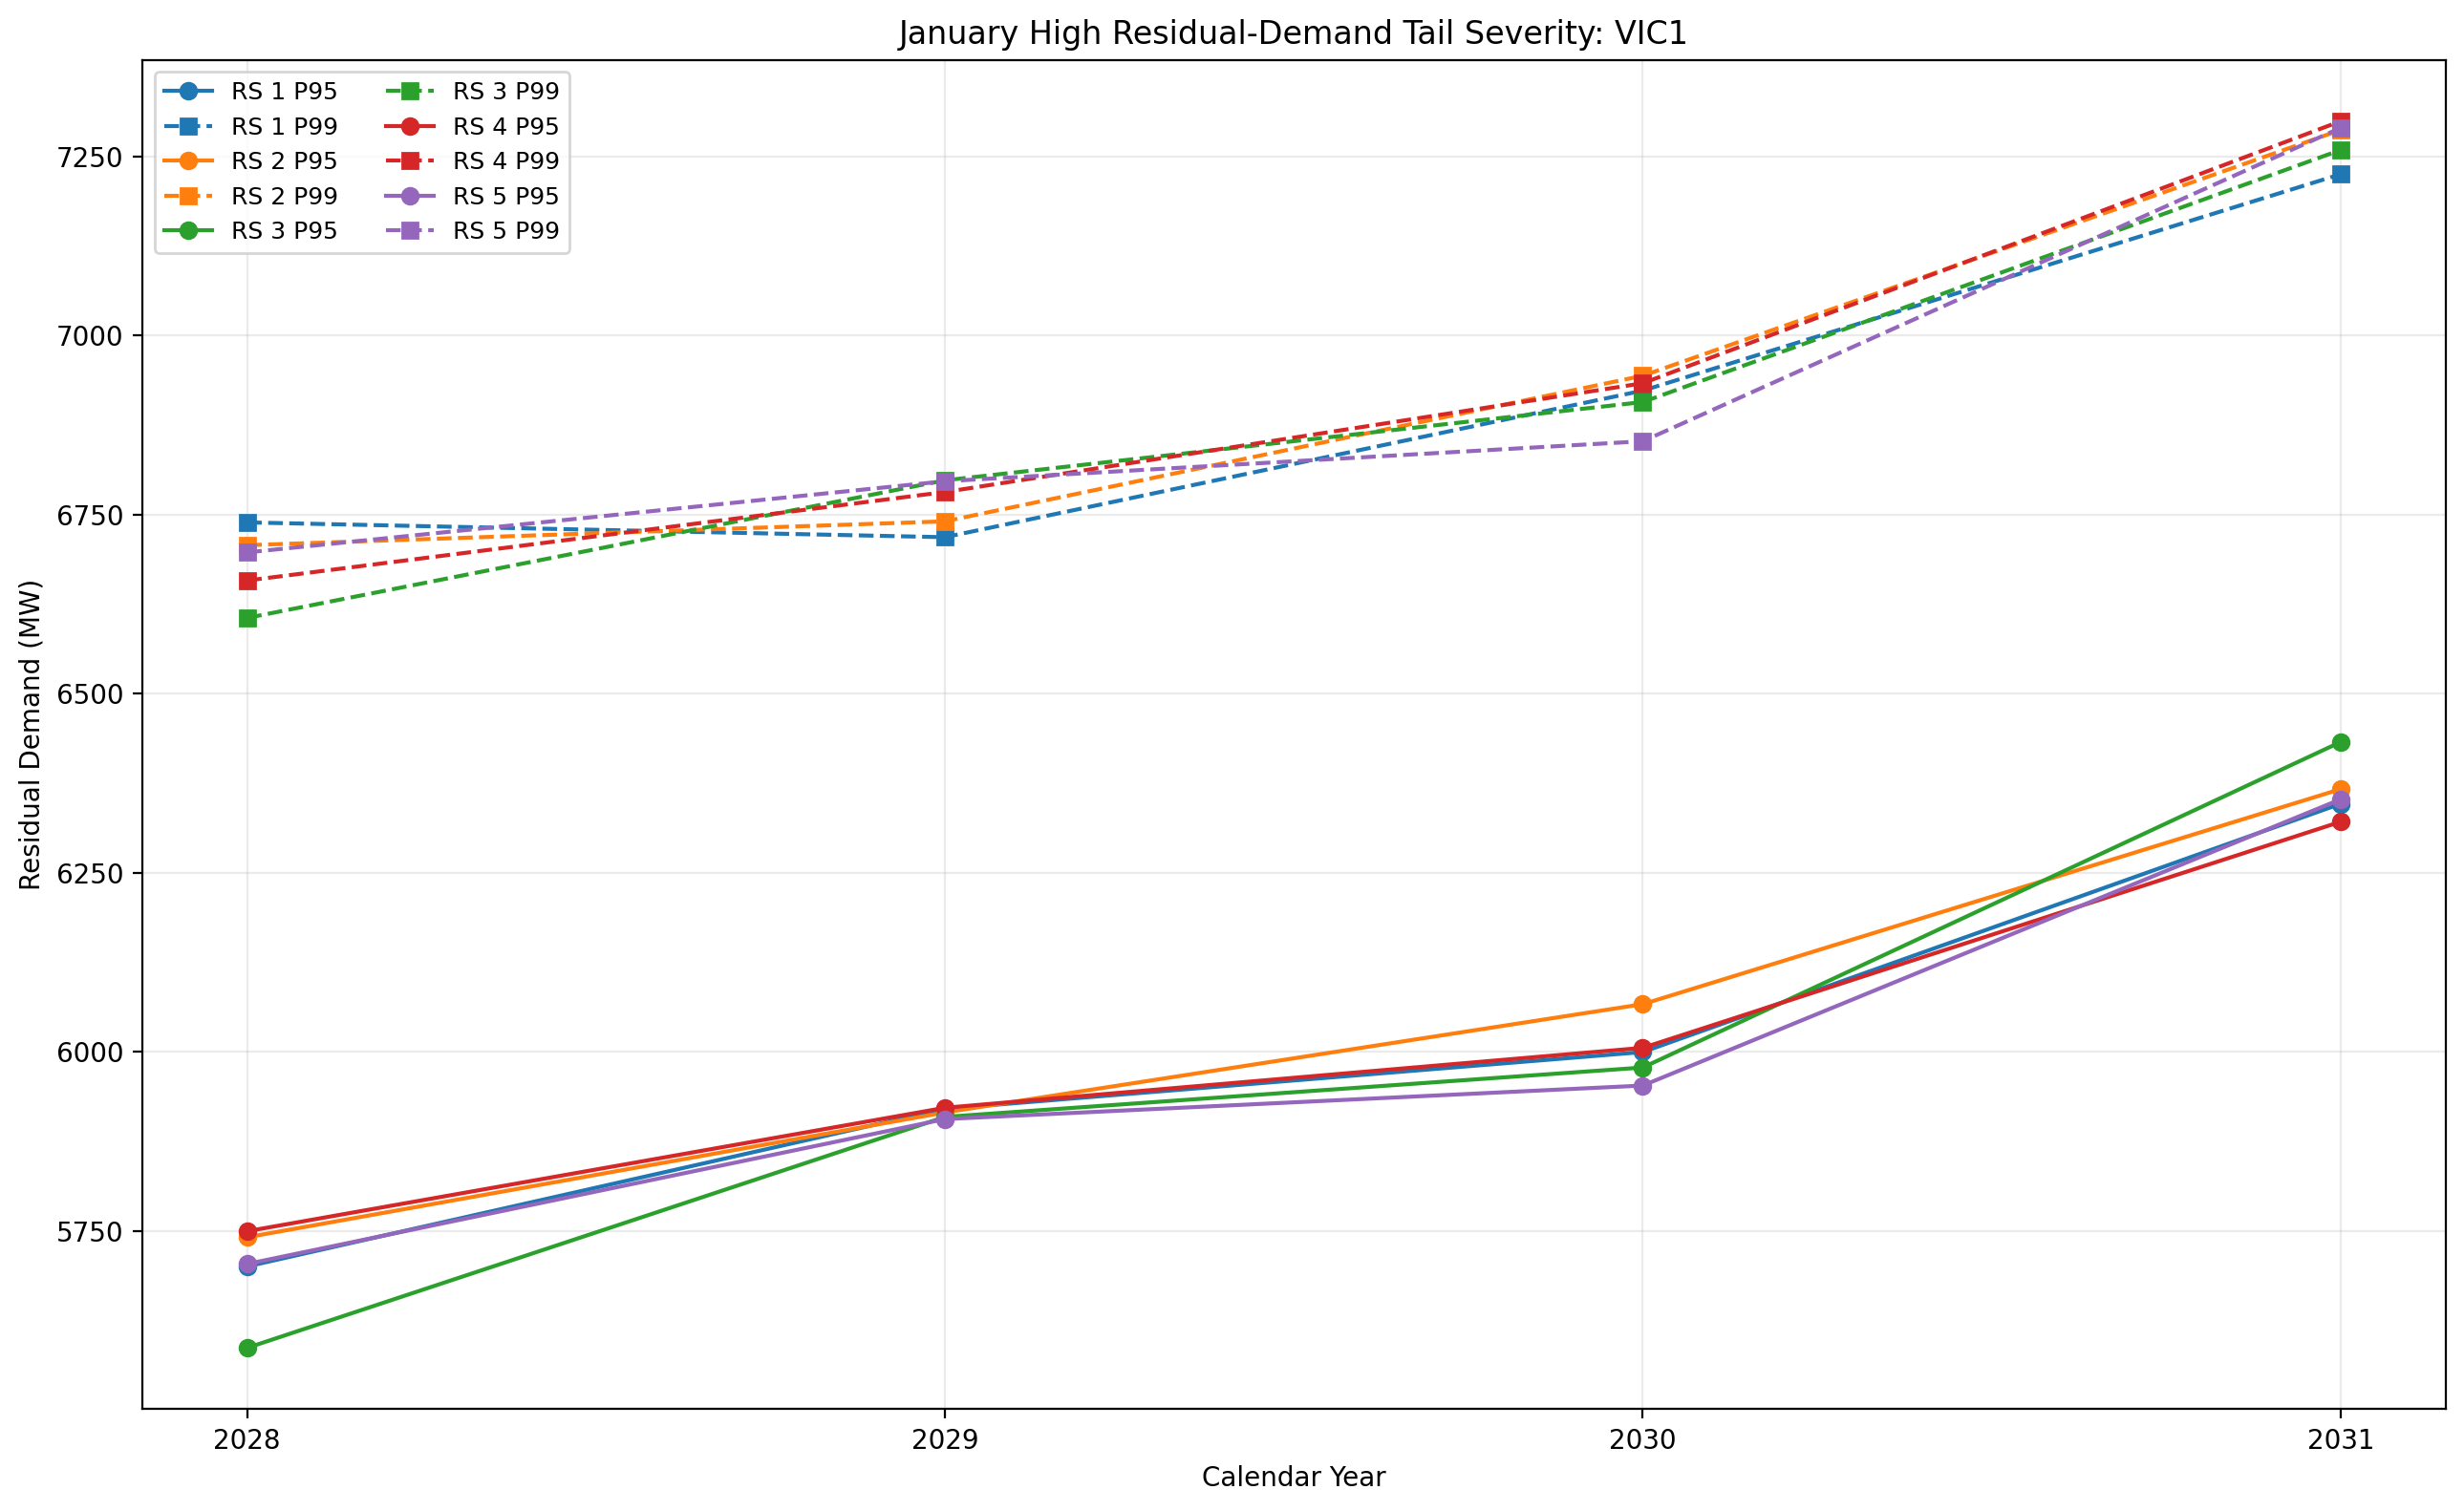 January High Residual-Demand Tail Severity: VIC1
RS 1 P95
RS 1 P99
RS 2 P95
RS 2 P99
RS 3 P95
RS 3 P99
RS 4 P95
RS 4 P99
RS 5 P95
RS 5 P99
Residual Demand (MW)
7250
7000
6750
6500
6250
6000
5750
2028
2029
2030
2031
Calendar Year